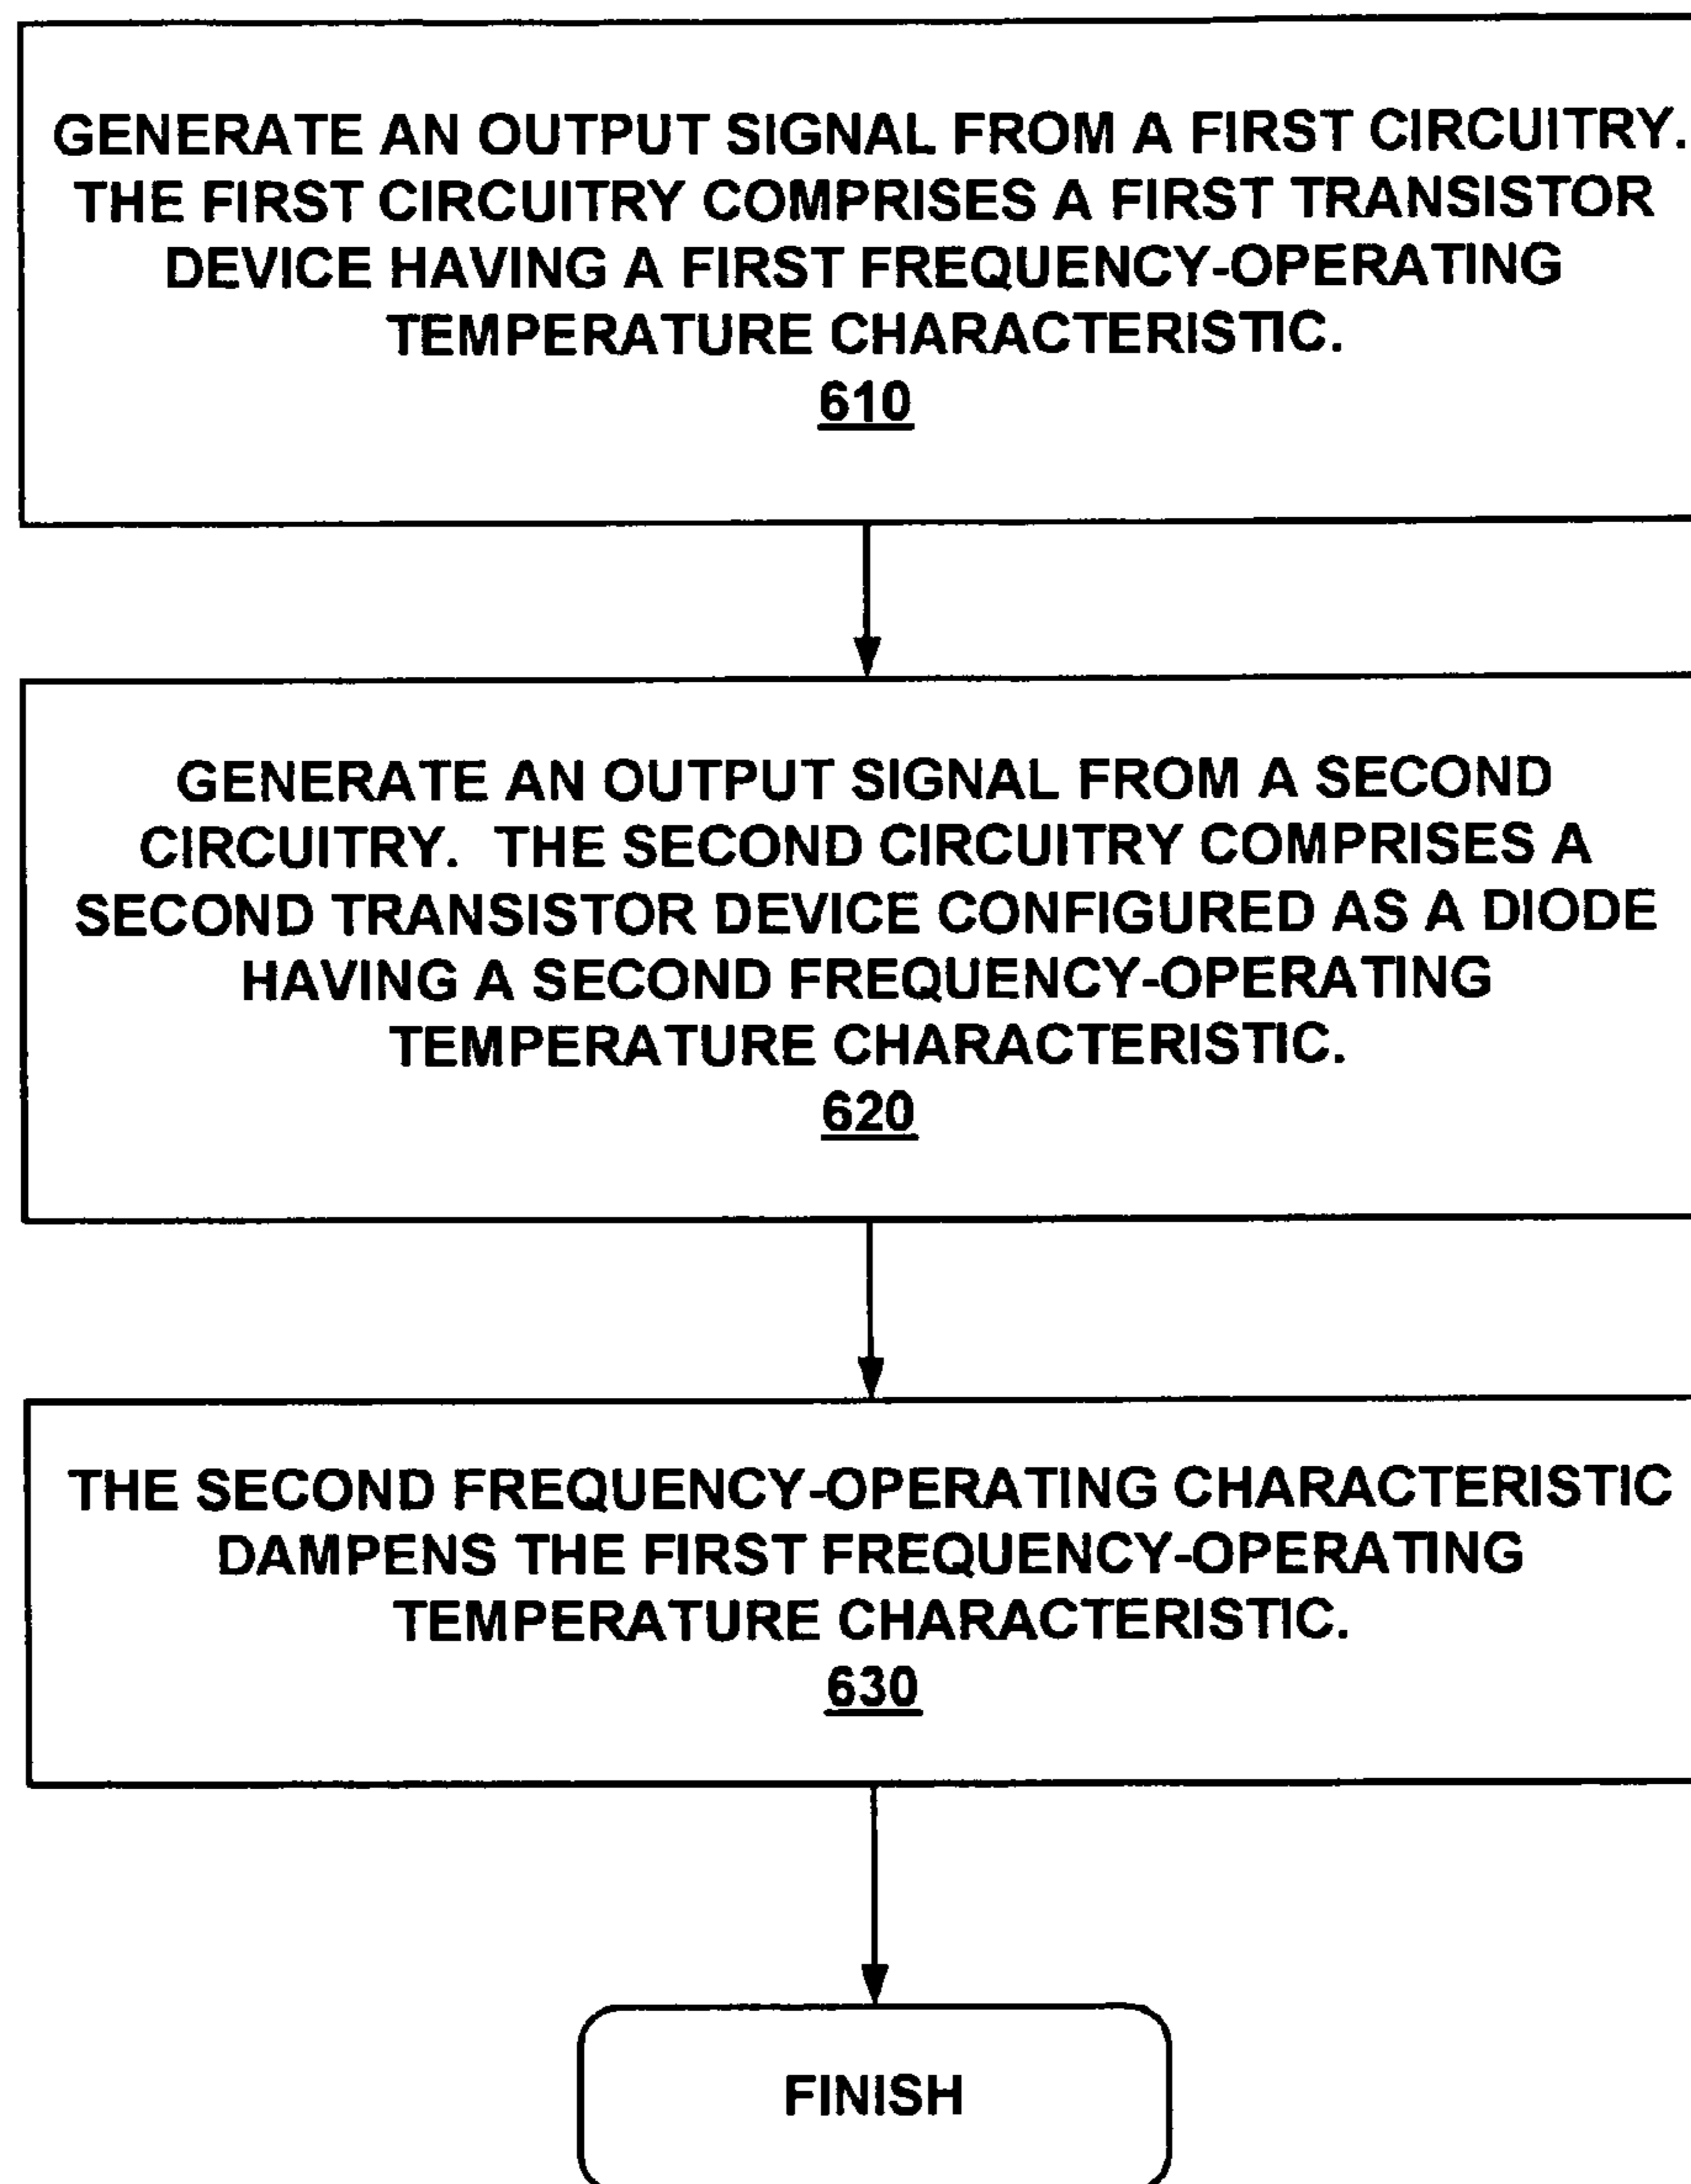 GENERATE AN OUTPUT SIGNAL FROM A FIRST CIRCUITRY.
THE FIRST CIRCUITRY COMPRISES A FIRST TRANSISTOR
DEVICE HAVING A FIRST FREQUENCY-OPERATING
TEMPERATURE CHARACTERISTIC.
610
GENERATE AN OUTPUT SIGNAL FROM A SECOND
CIRCUITRY. THE SECOND CIRCUITRY COMPRISES A
SECOND TRANSISTOR DEVICE CONFIGURED AS A DIODE
HAVING A SECOND FREQUENCY-OPERATING
TEMPERATURE CHARACTERISTIC.
620
THE SECOND FREQUENCY-OPERATING CHARACTERISTIC
DAMPENS THE FIRST FREQUENCY-OPERATING
TEMPERATURE CHARACTERISTIC.
630
FINISH